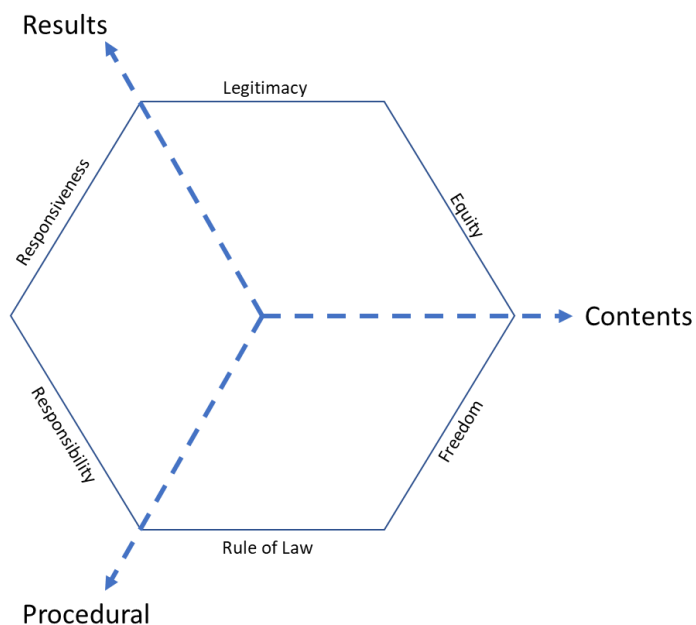 Results
Legitimacy
Responsiveness
Equity
Contents
Responsibility
Freedom
Rule of Law
Procedural